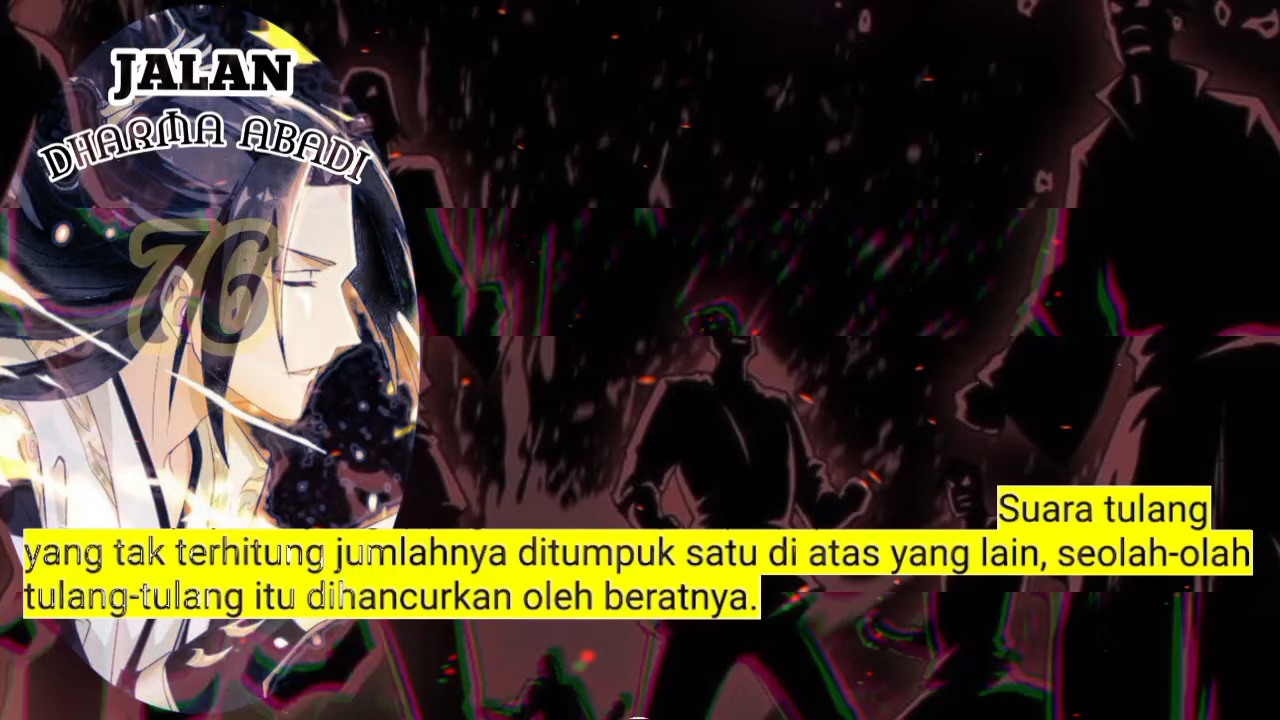 JALAN
DHARMA ABADI
76
Suara tulang
yang tak terhitung jumlahnya ditumpuk satu di atas yang lain, seolah-olah
tulang-tulang itu dihancurkan oleh beratnya.